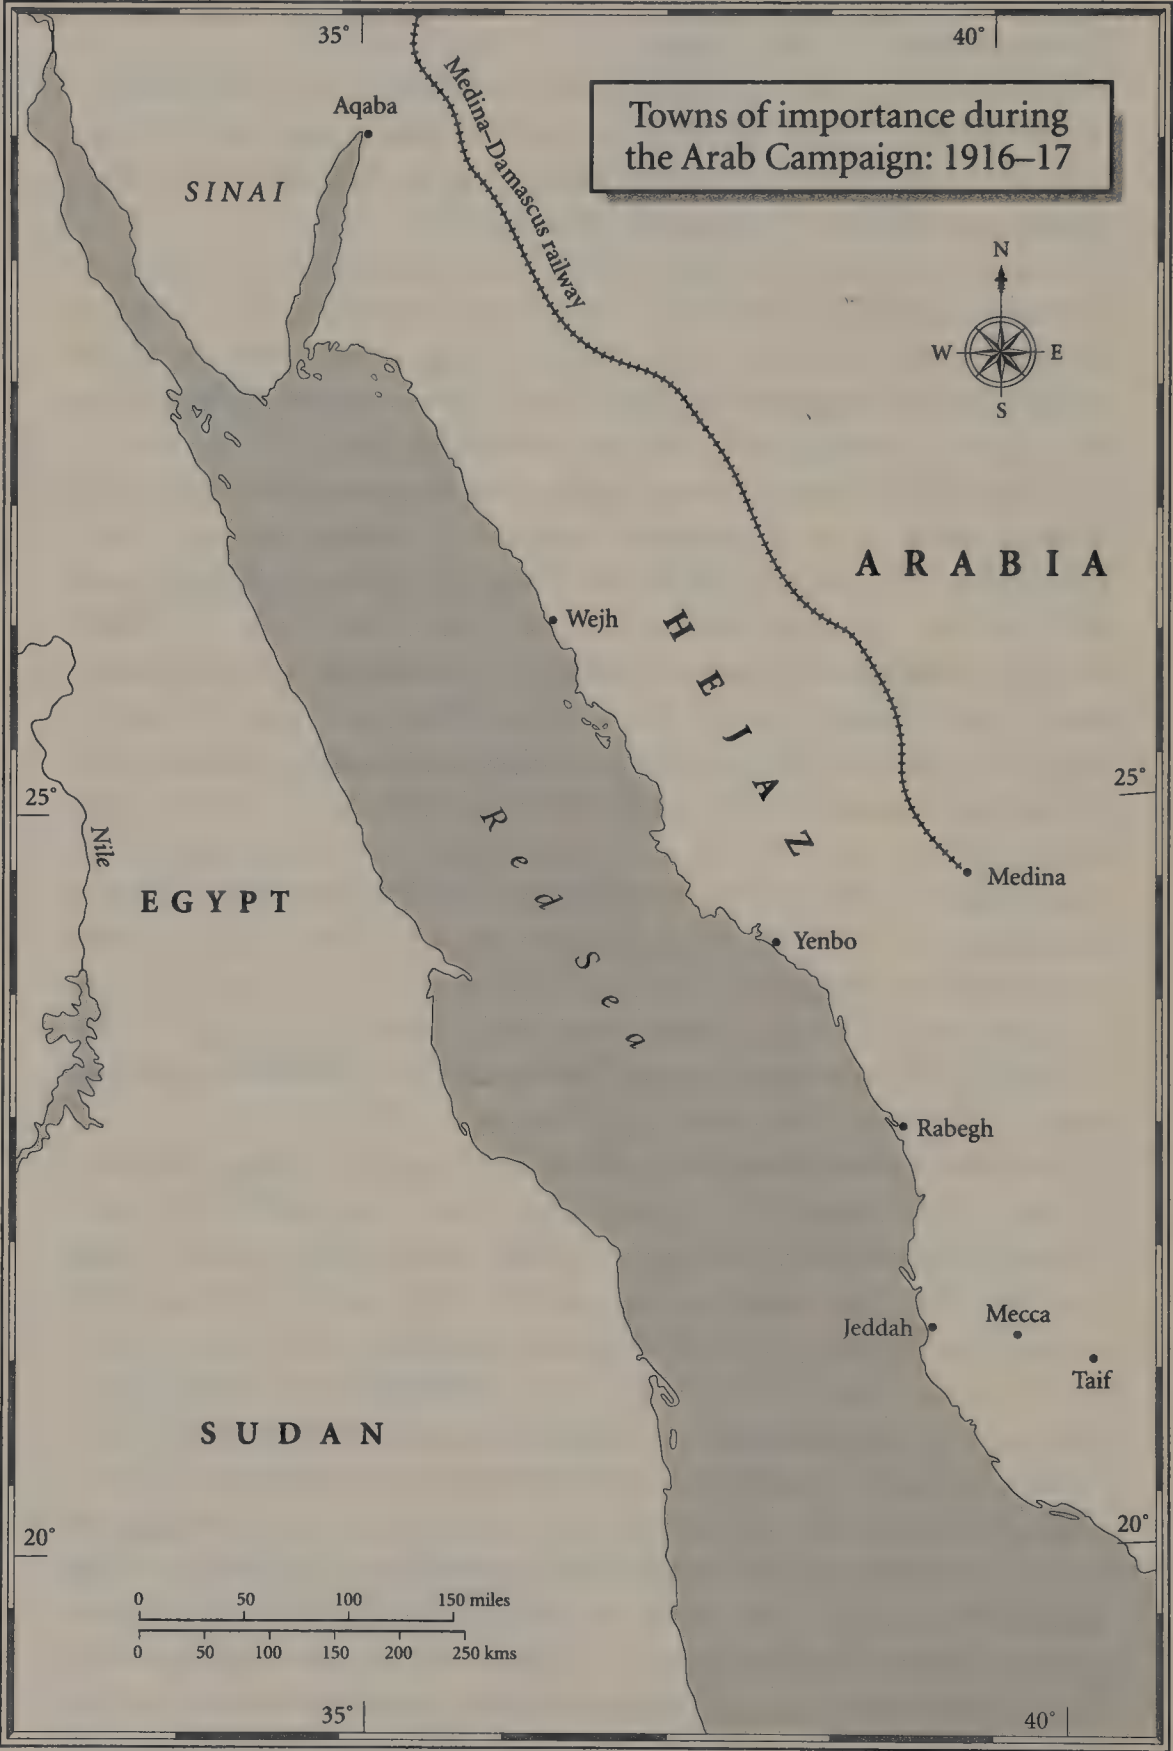 35°
40°
Medina–Damascus railway
Aqaba
Towns of importance during
the Arab Campaign: 1916–17
SINAI
N
W
E
S
ARABIA
Wejh
HEJAZ
25°
25°
Nile
Red Sea
Medina
EGYPT
Yenbo
Rabegh
Jeddah
Mecca
Taif
SUDAN
20°
20°
0 50 100 150 miles
0 50 100 150 200 250 kms
35°
40°